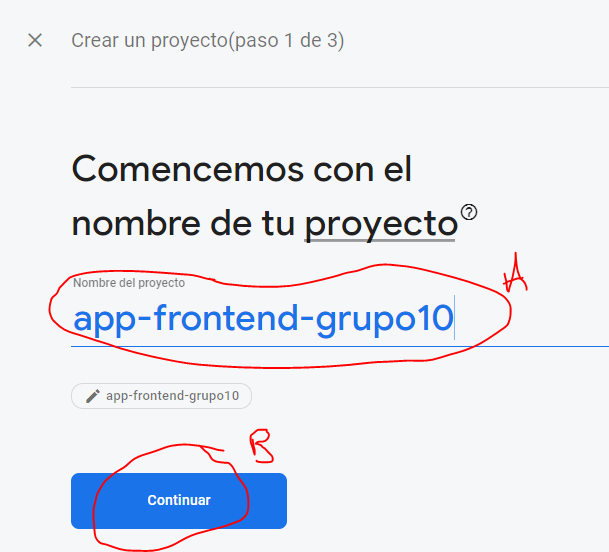 Crear un proyecto(paso 1 de 3)
Comencemos con el
nombre de tu proyecto
Nombre del proyecto
A
app-frontend-grupo10
app-frontend-grupo10
B
Continuar